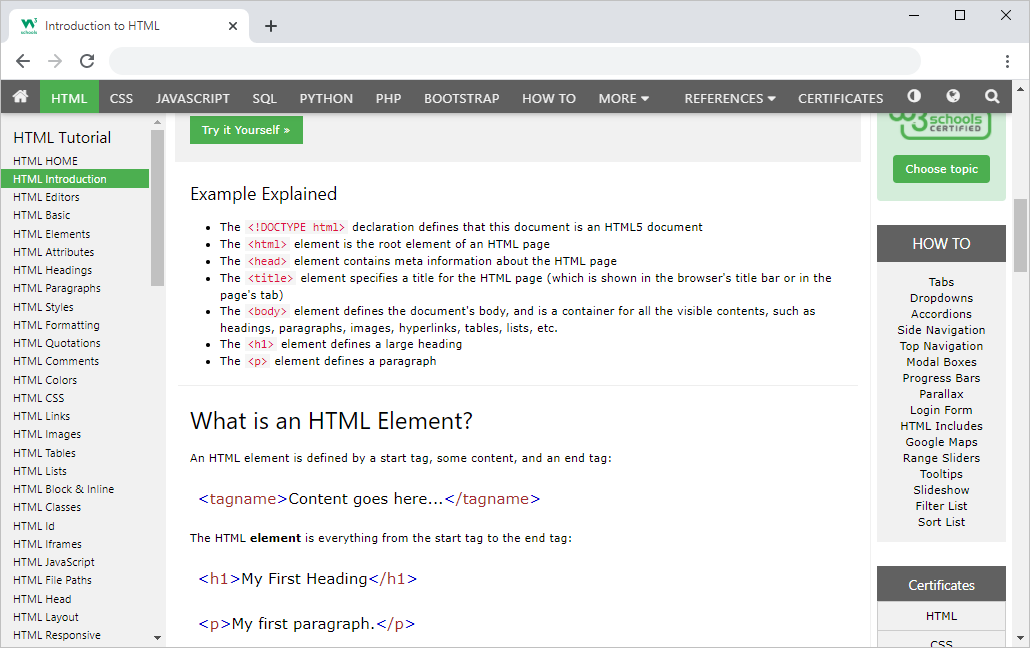 W3 schools Introduction to HTML
HTML CSS JAVASCRIPT SQL PYTHON PHP BOOTSTRAP HOW TO MORE REFERENCES CERTIFICATES
HTML Tutorial
HTML HOME
HTML Introduction
HTML Editors
HTML Basic
HTML Elements
HTML Attributes
HTML Headings
HTML Paragraphs
HTML Styles
HTML Formatting
HTML Quotations
HTML Comments
HTML Colors
HTML CSS
HTML Links
HTML Images
HTML Tables
HTML Lists
HTML Block & Inline
HTML Classes
HTML Id
HTML Iframes
HTML JavaScript
HTML File Paths
HTML Head
HTML Layout
HTML Responsive
Try it Yourself »
Example Explained
• The <!DOCTYPE html> declaration defines that this document is an HTML5 document
• The <html> element is the root element of an HTML page
• The <head> element contains meta information about the HTML page
• The <title> element specifies a title for the HTML page (which is shown in the browser's title bar or in the
page's tab)
• The <body> element defines the document's body, and is a container for all the visible contents, such as
headings, paragraphs, images, hyperlinks, tables, lists, etc.
• The <h1> element defines a large heading
• The <p> element defines a paragraph
What is an HTML Element?
An HTML element is defined by a start tag, some content, and an end tag:
<tagname>Content goes here...</tagname>
The HTML element is everything from the start tag to the end tag:
<h1>My First Heading</h1>
<p>My first paragraph.</p>
W3 schools
CERTIFIED
Choose topic
HOW TO
Tabs
Dropdowns
Accordions
Side Navigation
Top Navigation
Modal Boxes
Progress Bars
Parallax
Login Form
HTML Includes
Google Maps
Range Sliders
Tooltips
Slideshow
Filter List
Sort List
Certificates
HTML
CSS